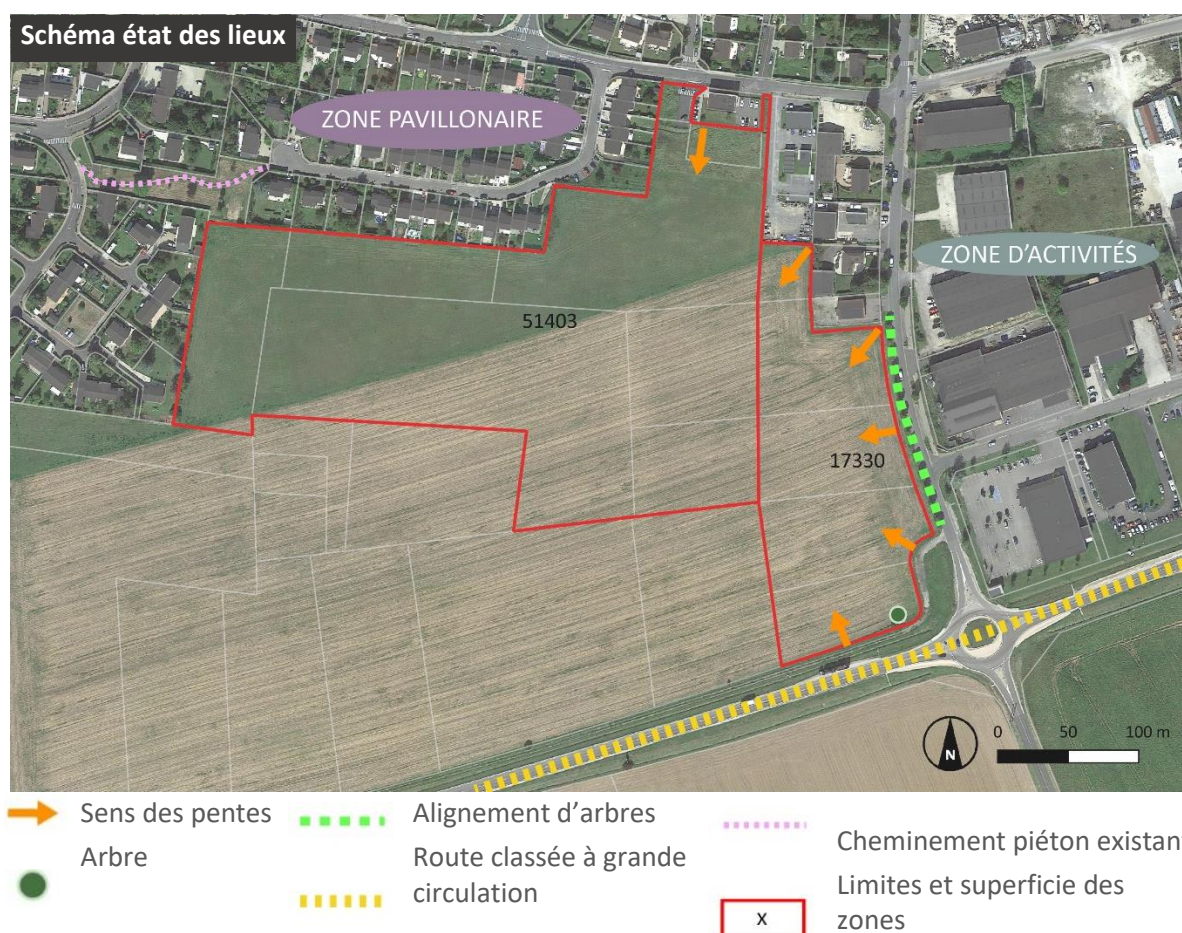 Schéma état des lieux
ZONE PAVILLONAIRE
ZONE D'ACTIVITÉS
51403
17330
N
0 50 100 m
Sens des pentes
Arbre
Alignement d'arbres
Route classée à grande
circulation
Cheminement piéton existan
Limites et superficie des
zones
X